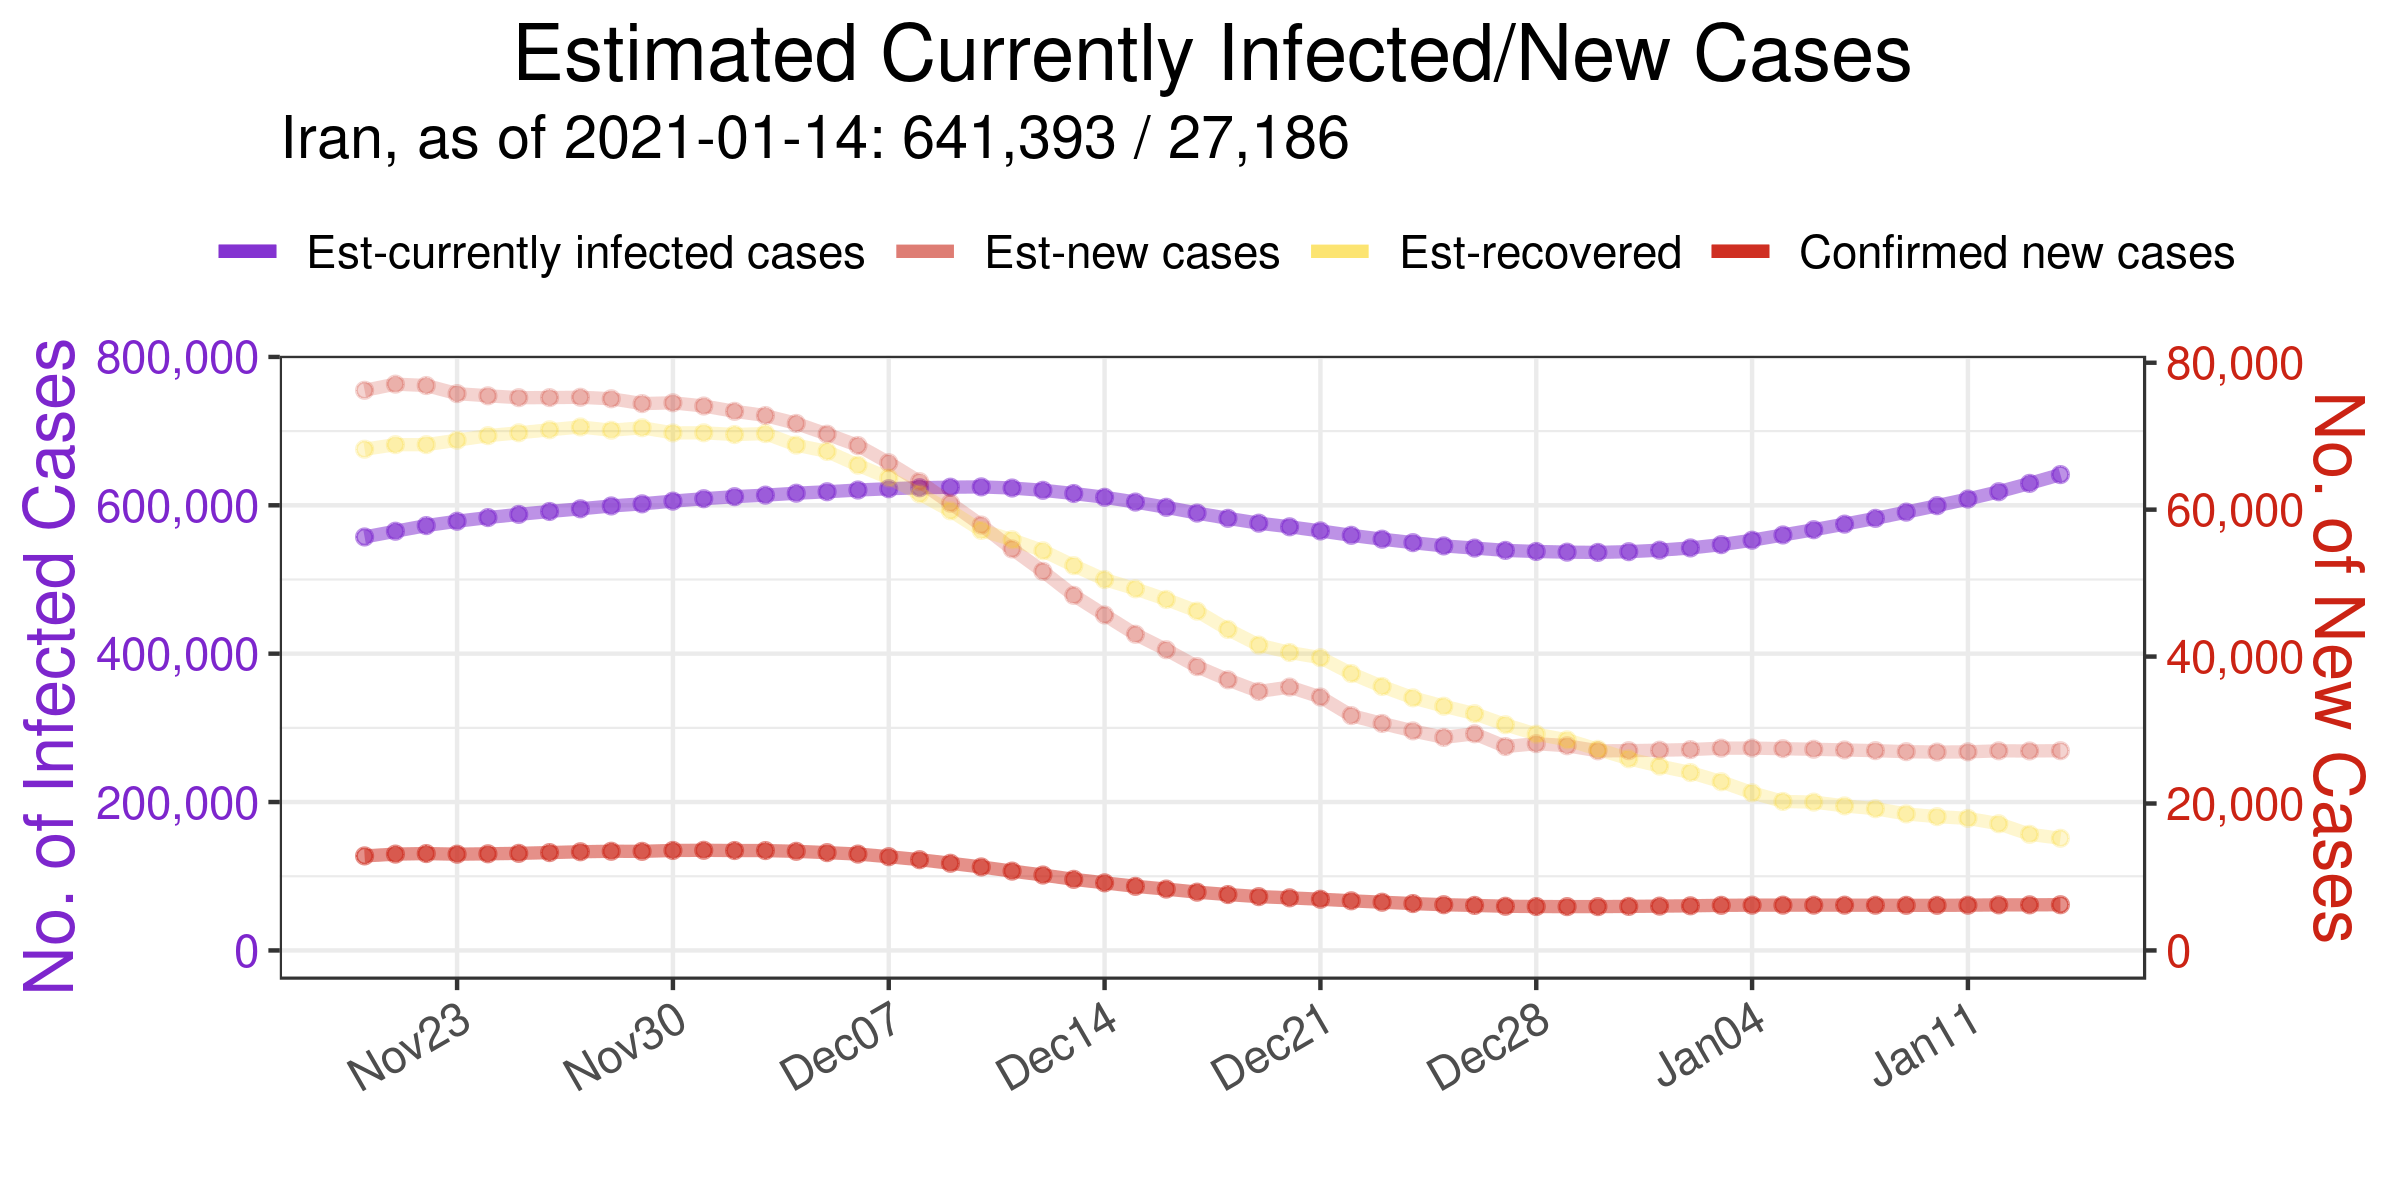 Estimated Currently Infected/New Cases
Iran, as of 2021-01-14: 641,393 / 27,186
Est-currently infected cases Est-new cases Est-recovered Confirmed new cases
No. of Infected Cases
800,000
600,000
400,000
200,000
0
80,000
60,000
40,000
20,000
0
No. of New Cases
Nov23 Nov30 Dec07 Dec14 Dec21 Dec28 Jan04 Jan11